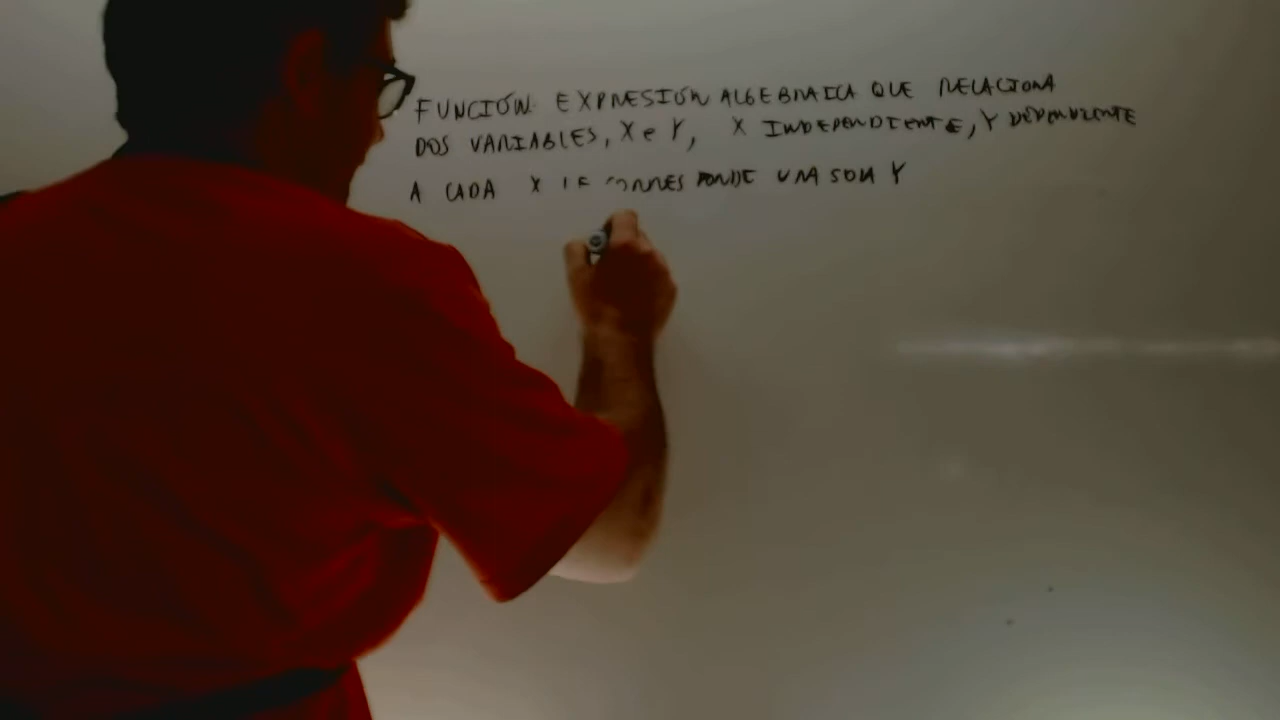 FUNCIÓN: EXPRESIÓN ALGEBRAICA QUE RELACIONA
DOS VARIABLES, X e Y, X INDEPENDIENTE, Y DEPENDIENTE
A CADA X LE CORRESPONDE UNA SOLA Y